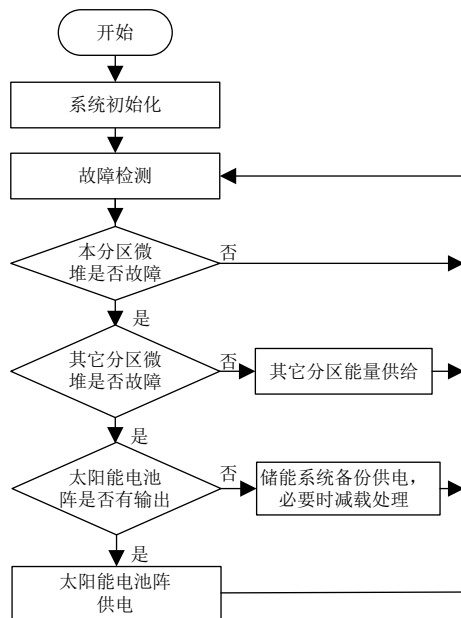 开始
系统初始化
故障检测
本分区微
堆是否故障
否
是
其它分区微
堆是否故障
否
其它分区能量供给
是
太阳能电池
阵是否有输出
否
储能系统备份供电，
必要时减载处理
是
太阳能电池阵
供电